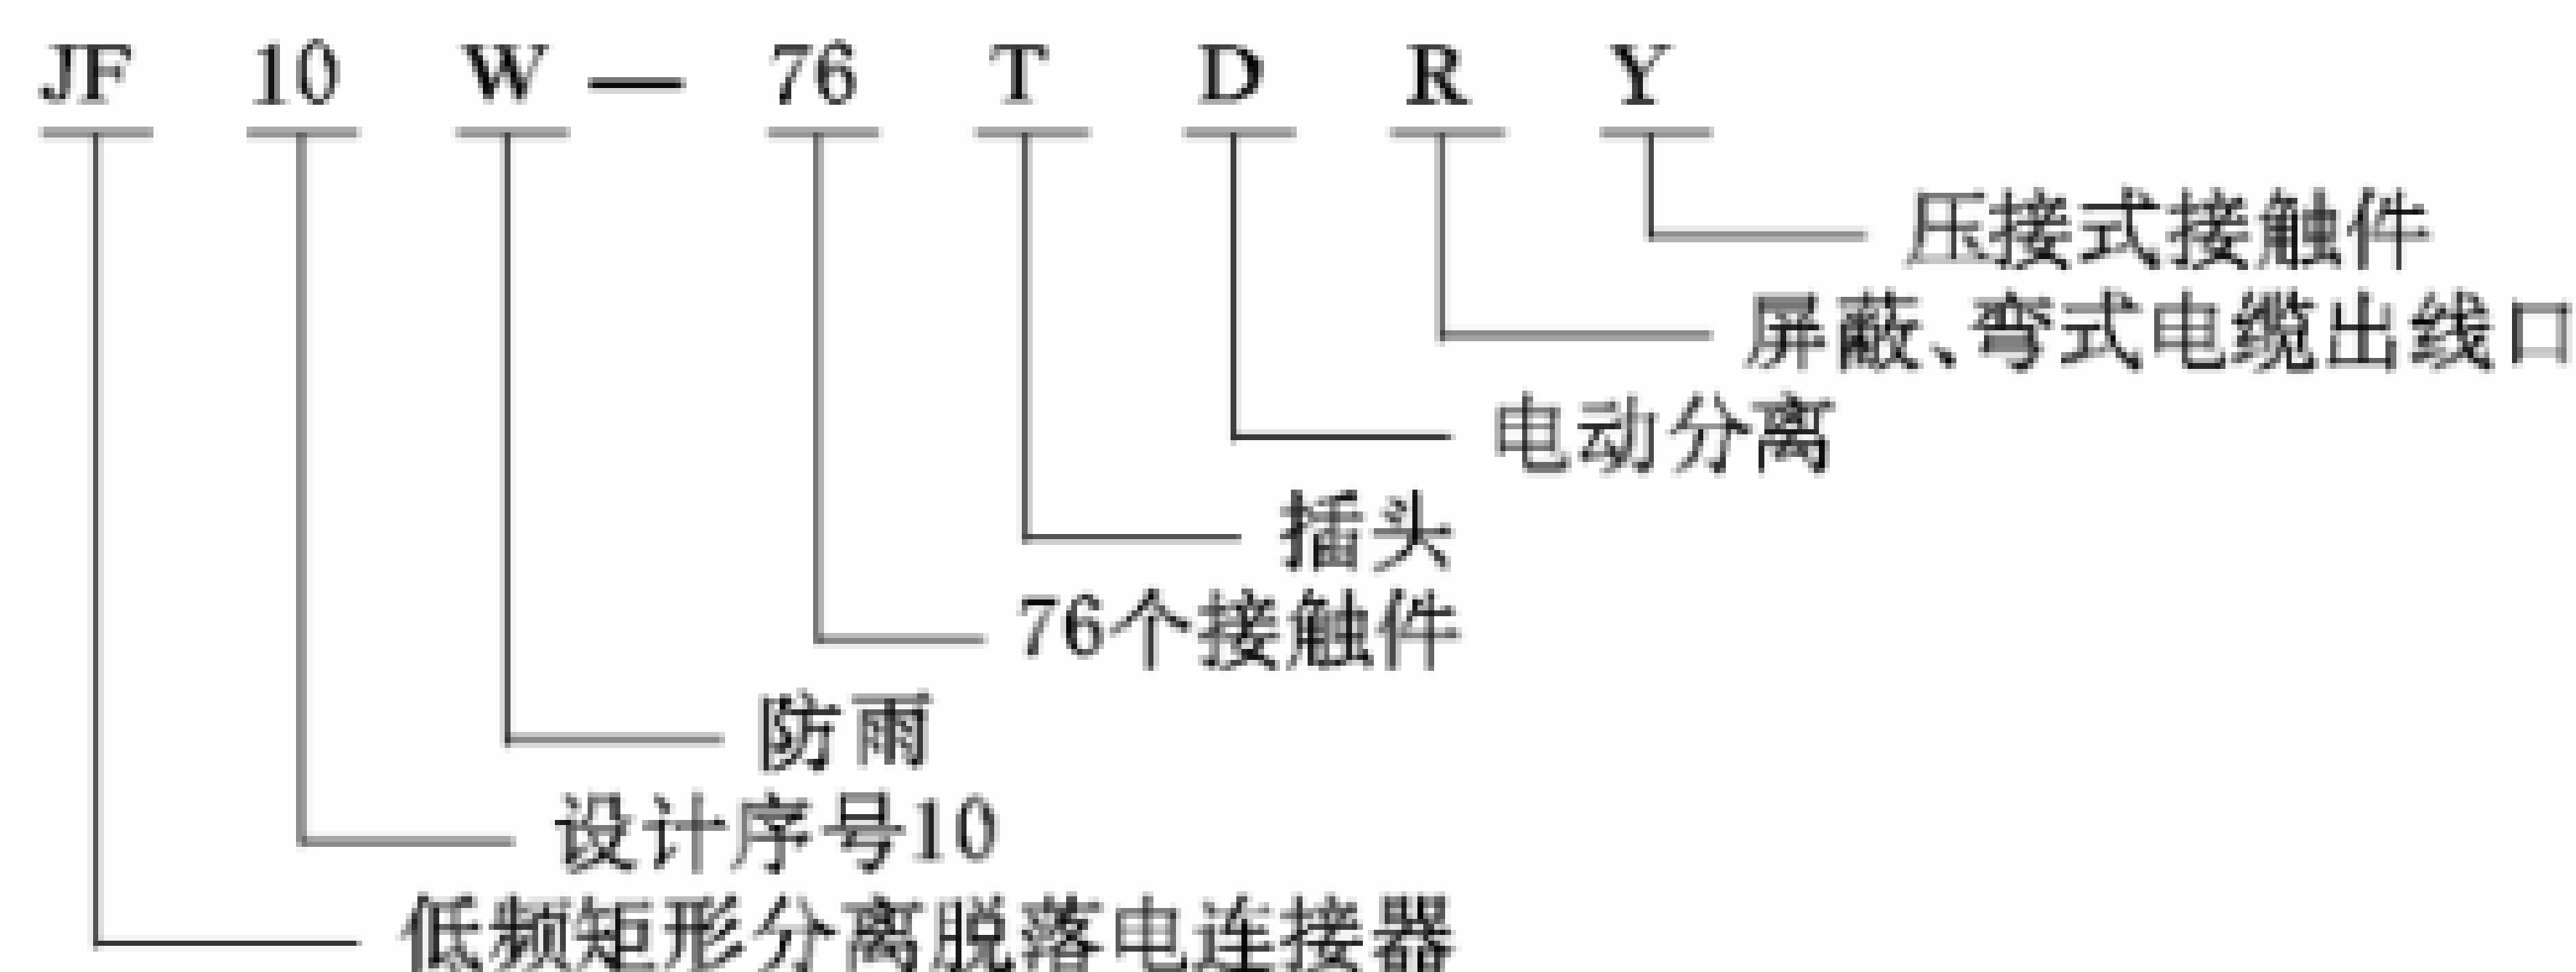 JF 10 W — 76 T D R Y
压接式接触件
屏蔽、弯式电缆出线口
电动分离
插头
76个接触件
防雨
设计序号10
低频矩形分离脱落电连接器